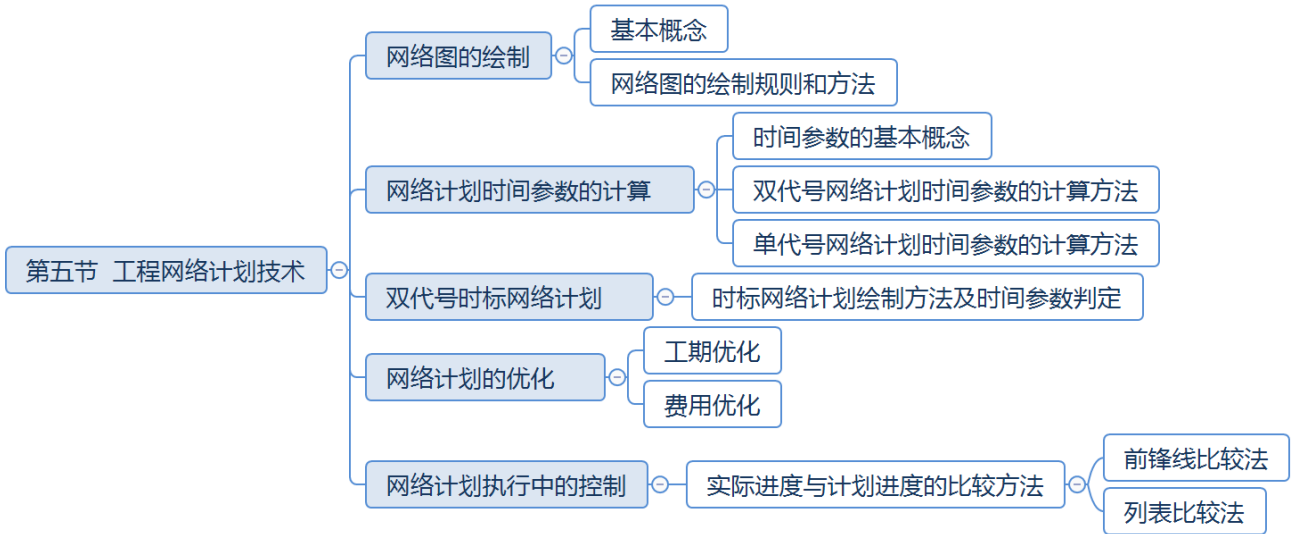 第五节 工程网络计划技术
网络图的绘制
基本概念
网络图的绘制规则和方法
网络计划时间参数的计算
时间参数的基本概念
双代号网络计划时间参数的计算方法
单代号网络计划时间参数的计算方法
双代号时标网络计划
时标网络计划绘制方法及时间参数判定
网络计划的优化
工期优化
费用优化
网络计划执行中的控制
实际进度与计划进度的比较方法
前锋线比较法
列表比较法